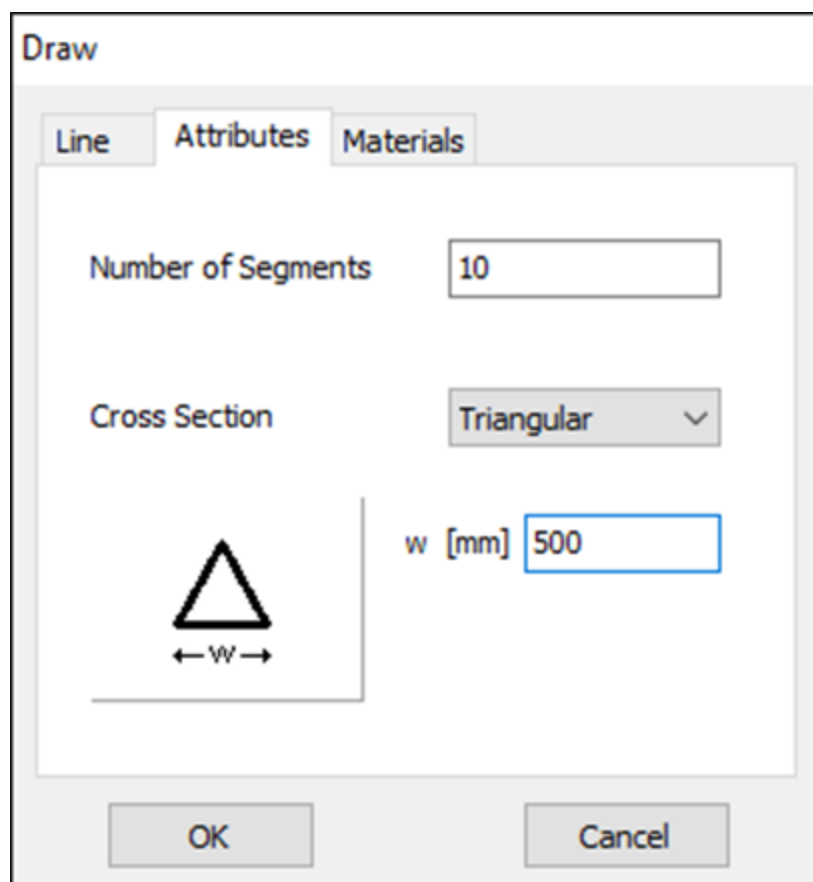 Draw
Line Attributes Materials
Number of Segments 10
Cross Section Triangular
w [mm] 500
w
OK Cancel